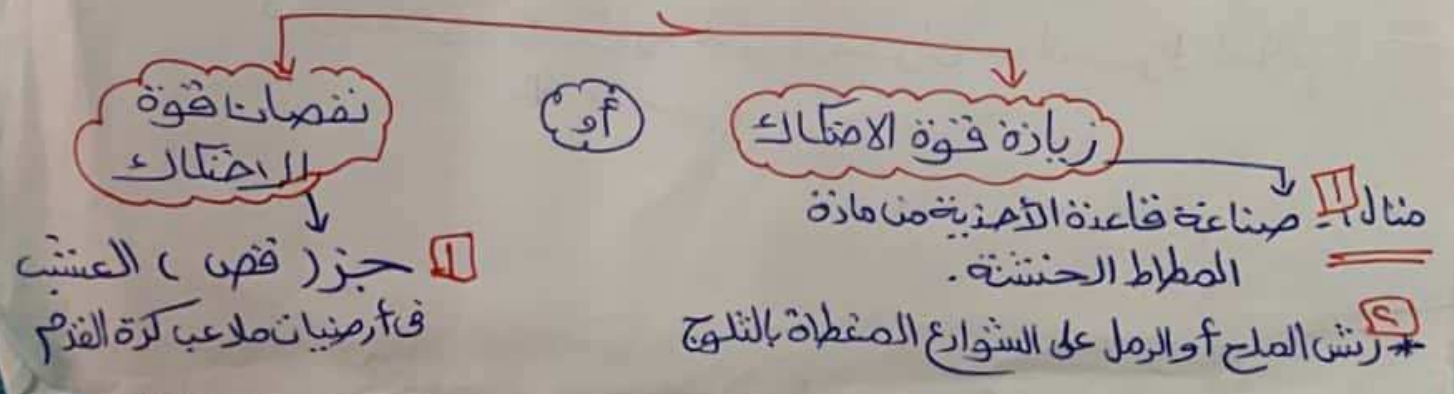 زيادة قوة الاحتكاك
أو
نقصان قوة
الاحتكاك
مثال ١- صناعة قاعدة الأحذية من مادة
المطاط الخشنة .
٢ * رش الملح أو الرمل على الشوارع المغطاة بالثلوج
١ جز ( قص ) العشب
فى أرضيات ملاعب كرة القدم